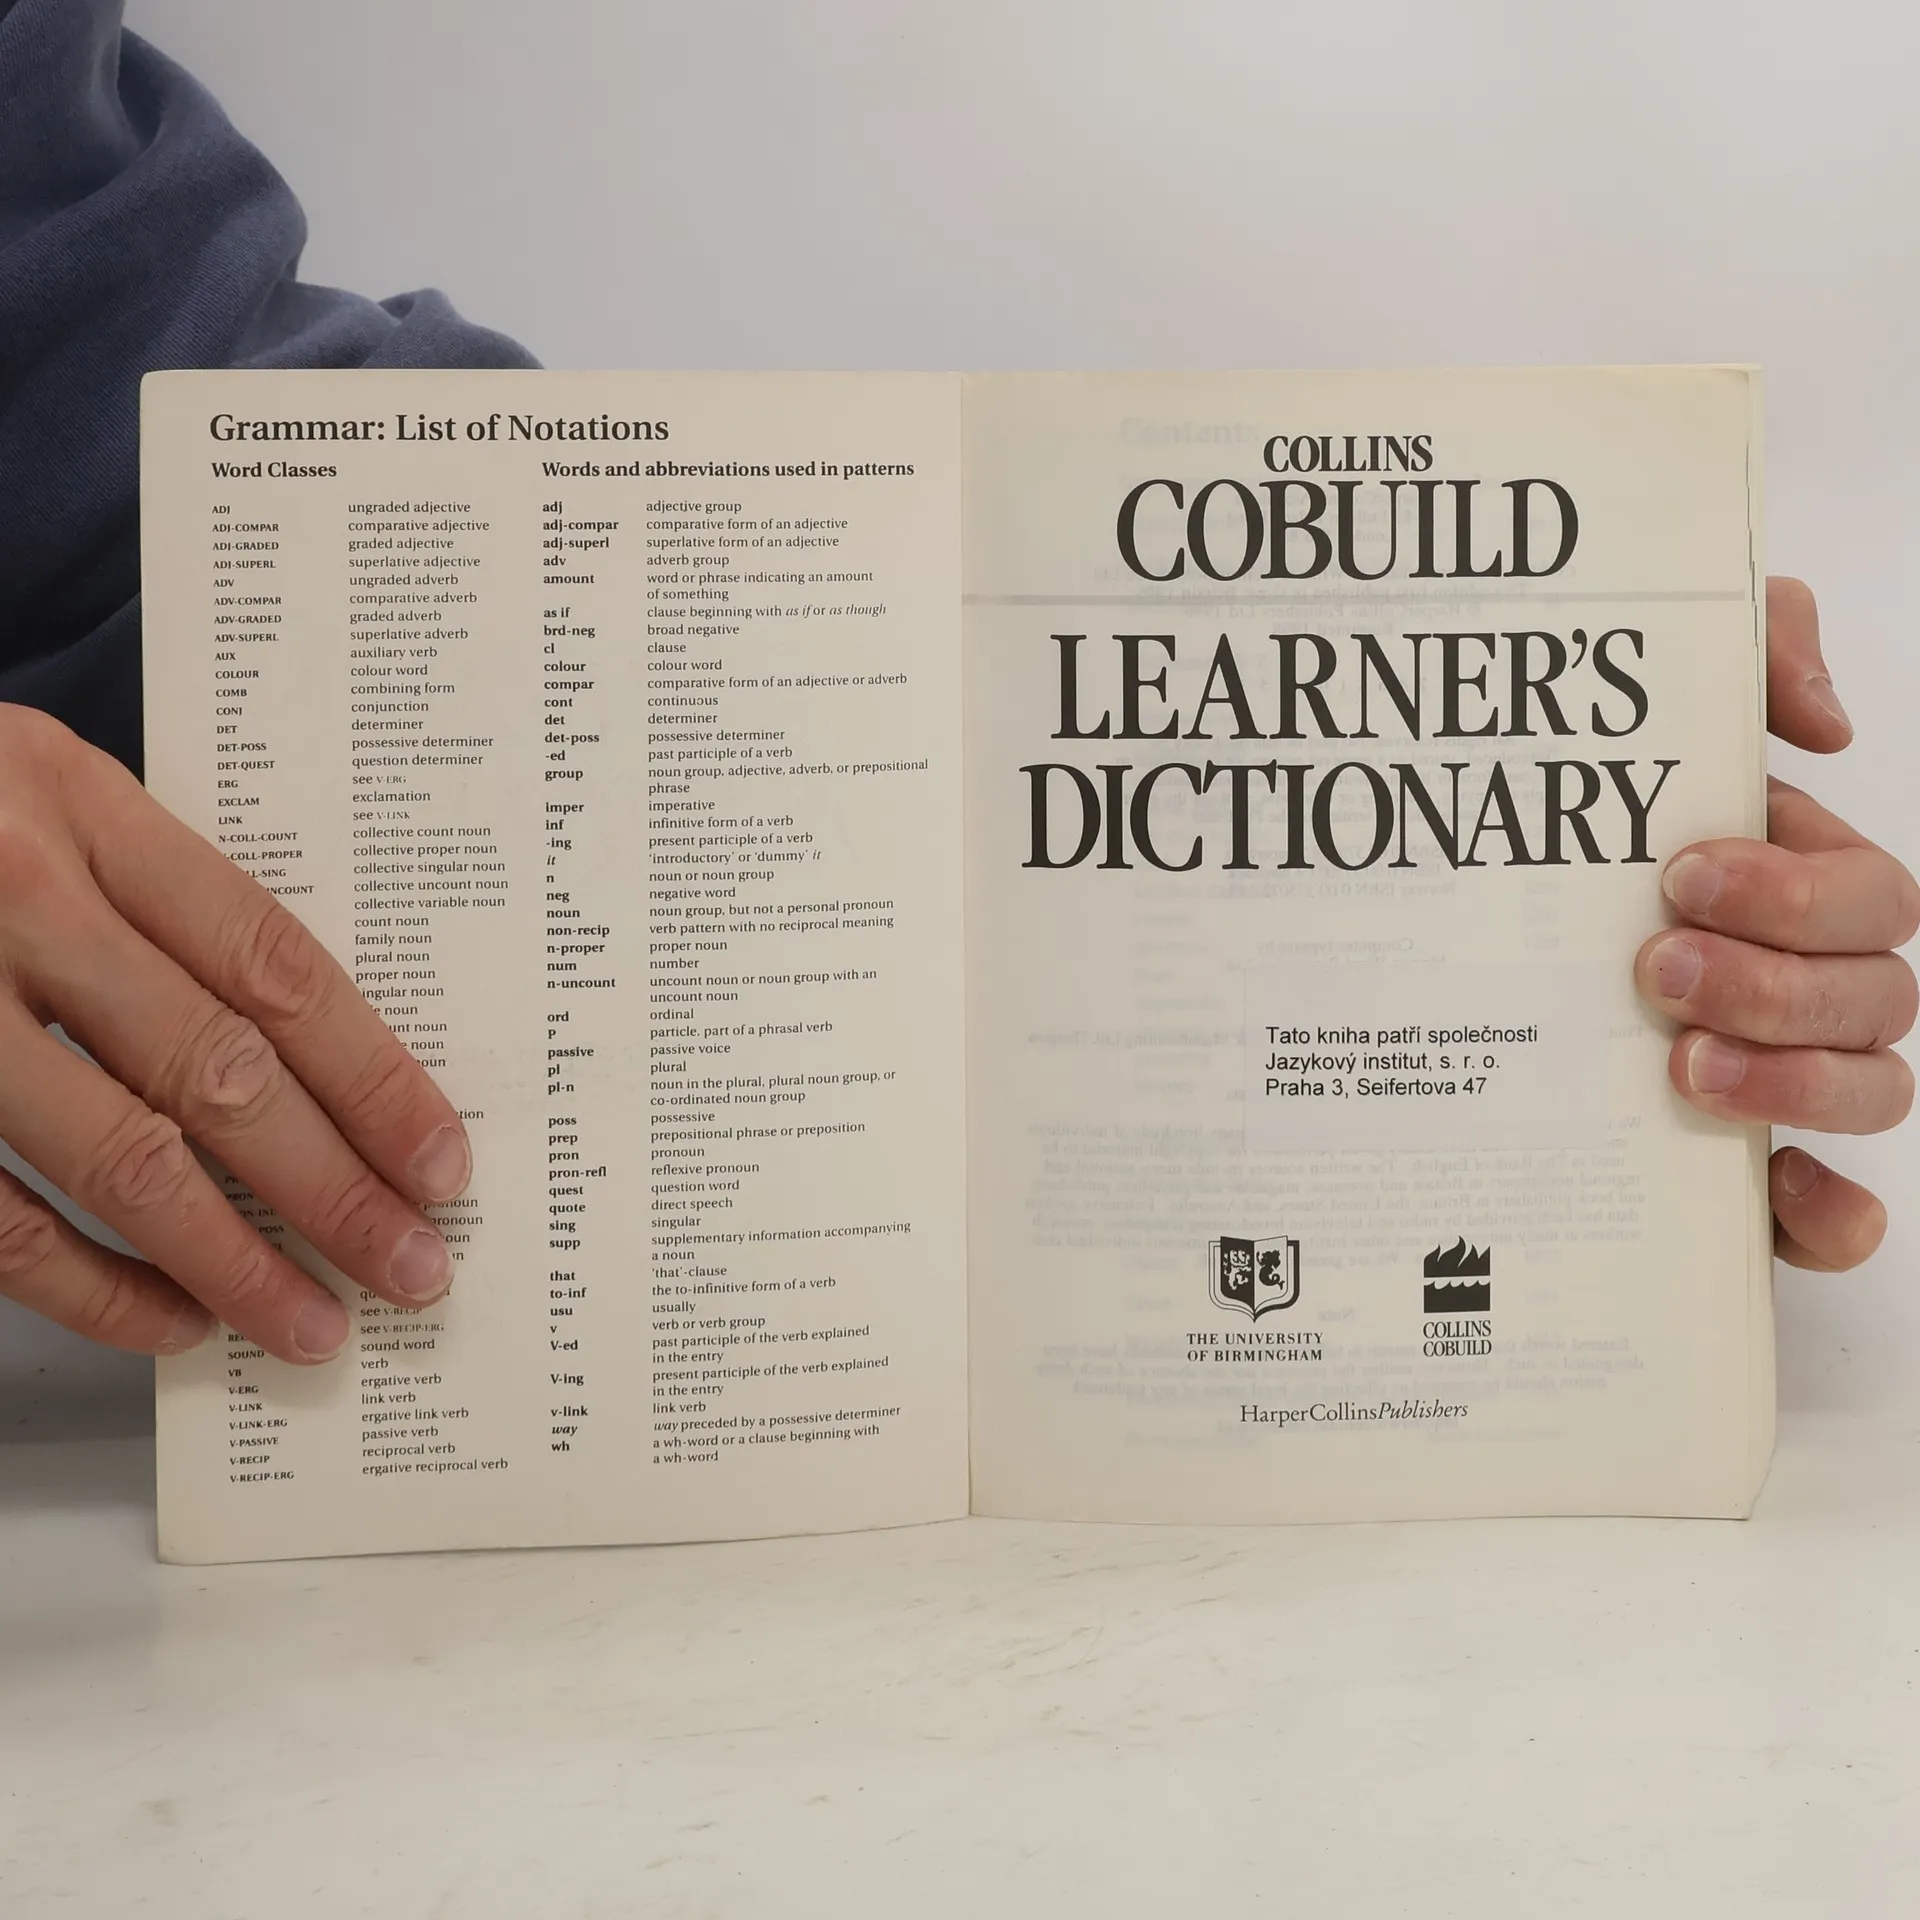 Grammar: List of Notations
Word Classes
ADJ ungraded adjective
ADJ-COMPAR comparative adjective
ADJ-GRADED graded adjective
ADJ-SUPERL superlative adjective
ADV ungraded adverb
ADV-COMPAR comparative adverb
ADV-GRADED graded adverb
ADV-SUPERL superlative adverb
AUX auxiliary verb
COLOUR colour word
COMB combining form
CONJ conjunction
DET determiner
DET-POSS possessive determiner
DET-QUEST question determiner
ERG see V-ERG
EXCLAM exclamation
LINK see V-LINK
N-COLL-COUNT collective count noun
COLL-PROPER collective proper noun
collective singular noun
collective uncount noun
collective variable noun
count noun
family noun
plural noun
proper noun
noun
noun
noun
noun
see V-RECIP
see V-RECIP-ERG
SOUND sound word
VB verb
V-ERG ergative verb
V-LINK link verb
V-LINK-ERG ergative link verb
V-PASSIVE passive verb
V-RECIP reciprocal verb
V-RECIP-ERG ergative reciprocal verb
Words and abbreviations used in patterns
adj adjective group
adj-compar comparative form of an adjective
adj-superl superlative form of an adjective
adv adverb group
amount word or phrase indicating an amount
of something
as if clause beginning with as if or as though
brd-neg broad negative
cl clause
colour colour word
compar comparative form of an adjective or adverb
cont continuous
det determiner
det-poss possessive determiner
-ed past participle of a verb
group noun group, adjective, adverb, or prepositional
phrase
imper imperative
inf infinitive form of a verb
-ing present participle of a verb
it 'introductory' or 'dummy' it
n noun or noun group
neg negative word
noun noun group, but not a personal pronoun
non-recip verb pattern with no reciprocal meaning
n-proper proper noun
num number
n-uncount uncount noun or noun group with an
uncount noun
ord ordinal
P particle, part of a phrasal verb
passive passive voice
pl plural
pl-n noun in the plural, plural noun group, or
co-ordinated noun group
poss possessive
prep prepositional phrase or preposition
pron pronoun
pron-refl reflexive pronoun
quest question word
quote direct speech
sing singular
supp supplementary information accompanying
a noun
that 'that'-clause
to-inf the to-infinitive form of a verb
usu usually
v verb or verb group
V-ed past participle of the verb explained
in the entry
V-ing present participle of the verb explained
in the entry
v-link link verb
way way preceded by a possessive determiner
wh a wh-word or a clause beginning with
a wh-word
COLLINS
COBUILD
LEARNER'S
DICTIONARY
Tato kniha patří společnosti
Jazykový institut, s. r. o.
Praha 3, Seifertova 47
THE UNIVERSITY
OF BIRMINGHAM
COLLINS
COBUILD
HarperCollinsPublishers